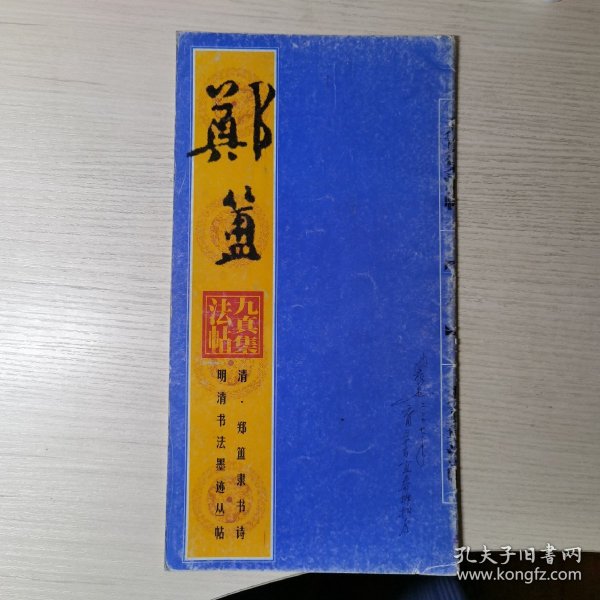 鄭
簠
九真集
法帖
清·郑簠隶书诗
明清书法墨迹丛帖
孔夫子旧书网
www.kongfz.com